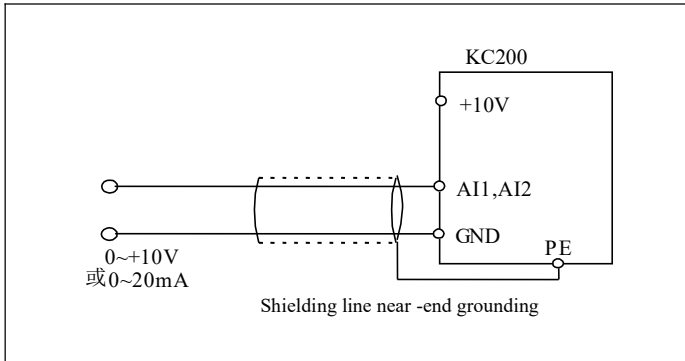 KC200
+10V
AI1,AI2
GND
PE
0~+10V
或0~20mA
Shielding line near -end grounding